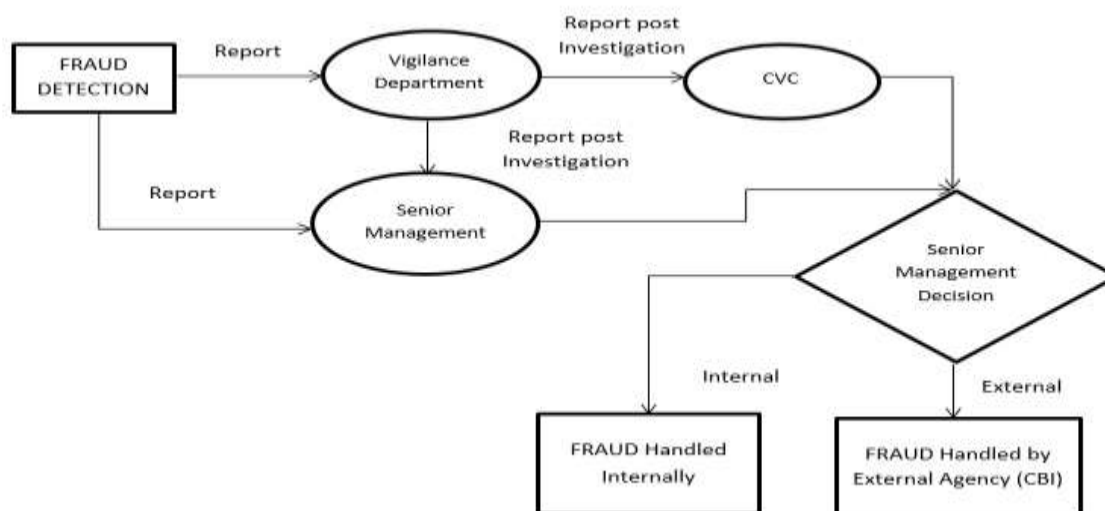 FRAUD
DETECTION
Report
Vigilance
Department
Report post
Investigation
CVC
Report post
Investigation
Report
Senior
Management
Senior
Management
Decision
Internal
External
FRAUD Handled
Internally
FRAUD Handled by
External Agency (CBI)